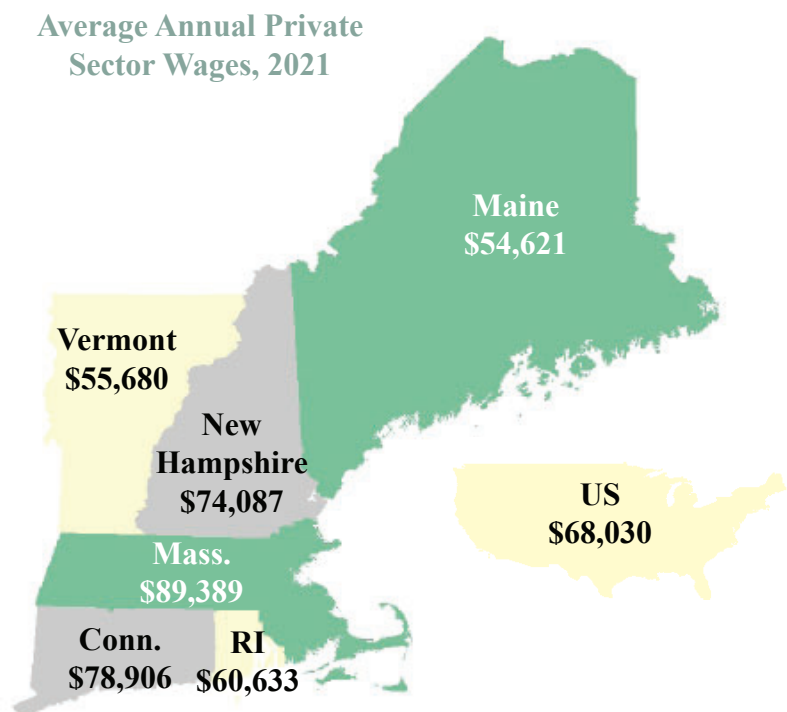 Average Annual Private
Sector Wages, 2021
Maine
$54,621
Vermont
$55,680
New
Hampshire
$74,087
US
$68,030
Mass.
$89,389
Conn.
$78,906
RI
$60,633